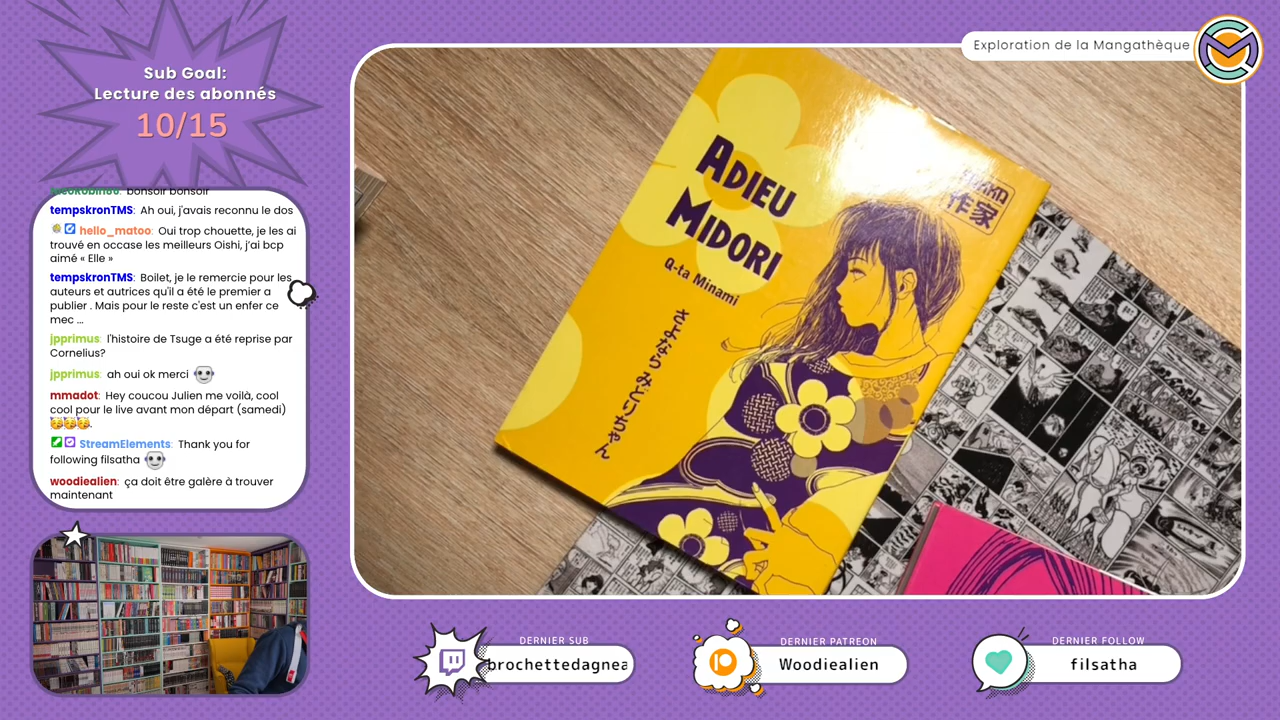 Sub Goal:
Lecture des abonnés
10/15
bonsoir bonsoir
tempskronTMS: Ah oui, j'avais reconnu le dos
hello_matoo: Oui trop chouette, je les ai
trouvé en occase les meilleurs Oishi, j'ai bcp
aimé « Elle »
tempskronTMS: Boilet, je le remercie pour les
auteurs et autrices qu'il a été le premier a
publier . Mais pour le reste c'est un enfer ce
mec ...
jpprimus: l'histoire de Tsuge a été reprise par
Cornelius?
jpprimus: ah oui ok merci
mmadot: Hey coucou Julien me voilà, cool
cool pour le live avant mon départ (samedi)
StreamElements: Thank you for
following filsatha
woodiealien: ça doit être galère à trouver
maintenant
Exploration de la Mangathèque
ADIEU
MIDORI
Q-ta Minami
さよなら みどりちゃん
作家
DERNIER SUB
brochettedagnea
DERNIER PATREON
Woodiealien
DERNIER FOLLOW
filsatha